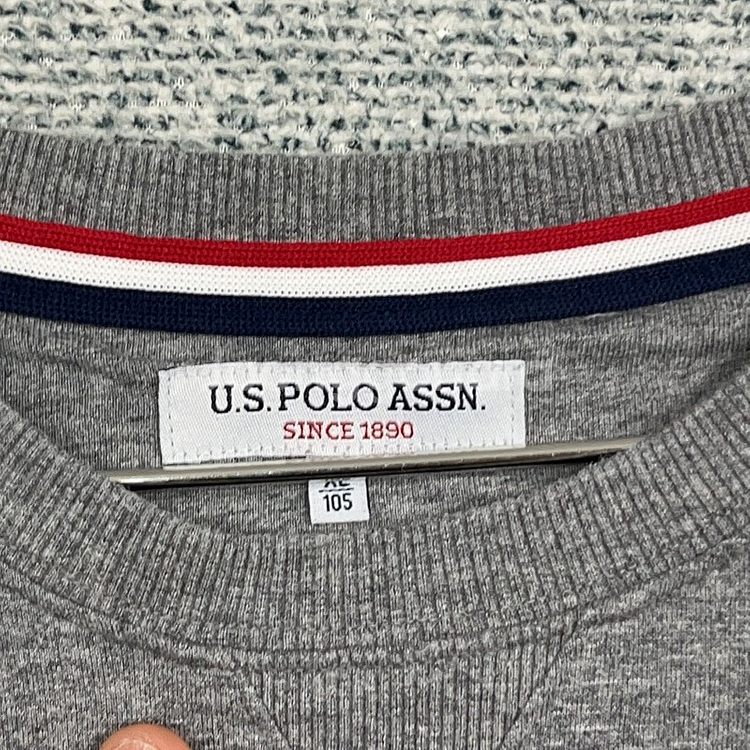 U.S. POLO ASSN.
SINCE 1890
XL
105